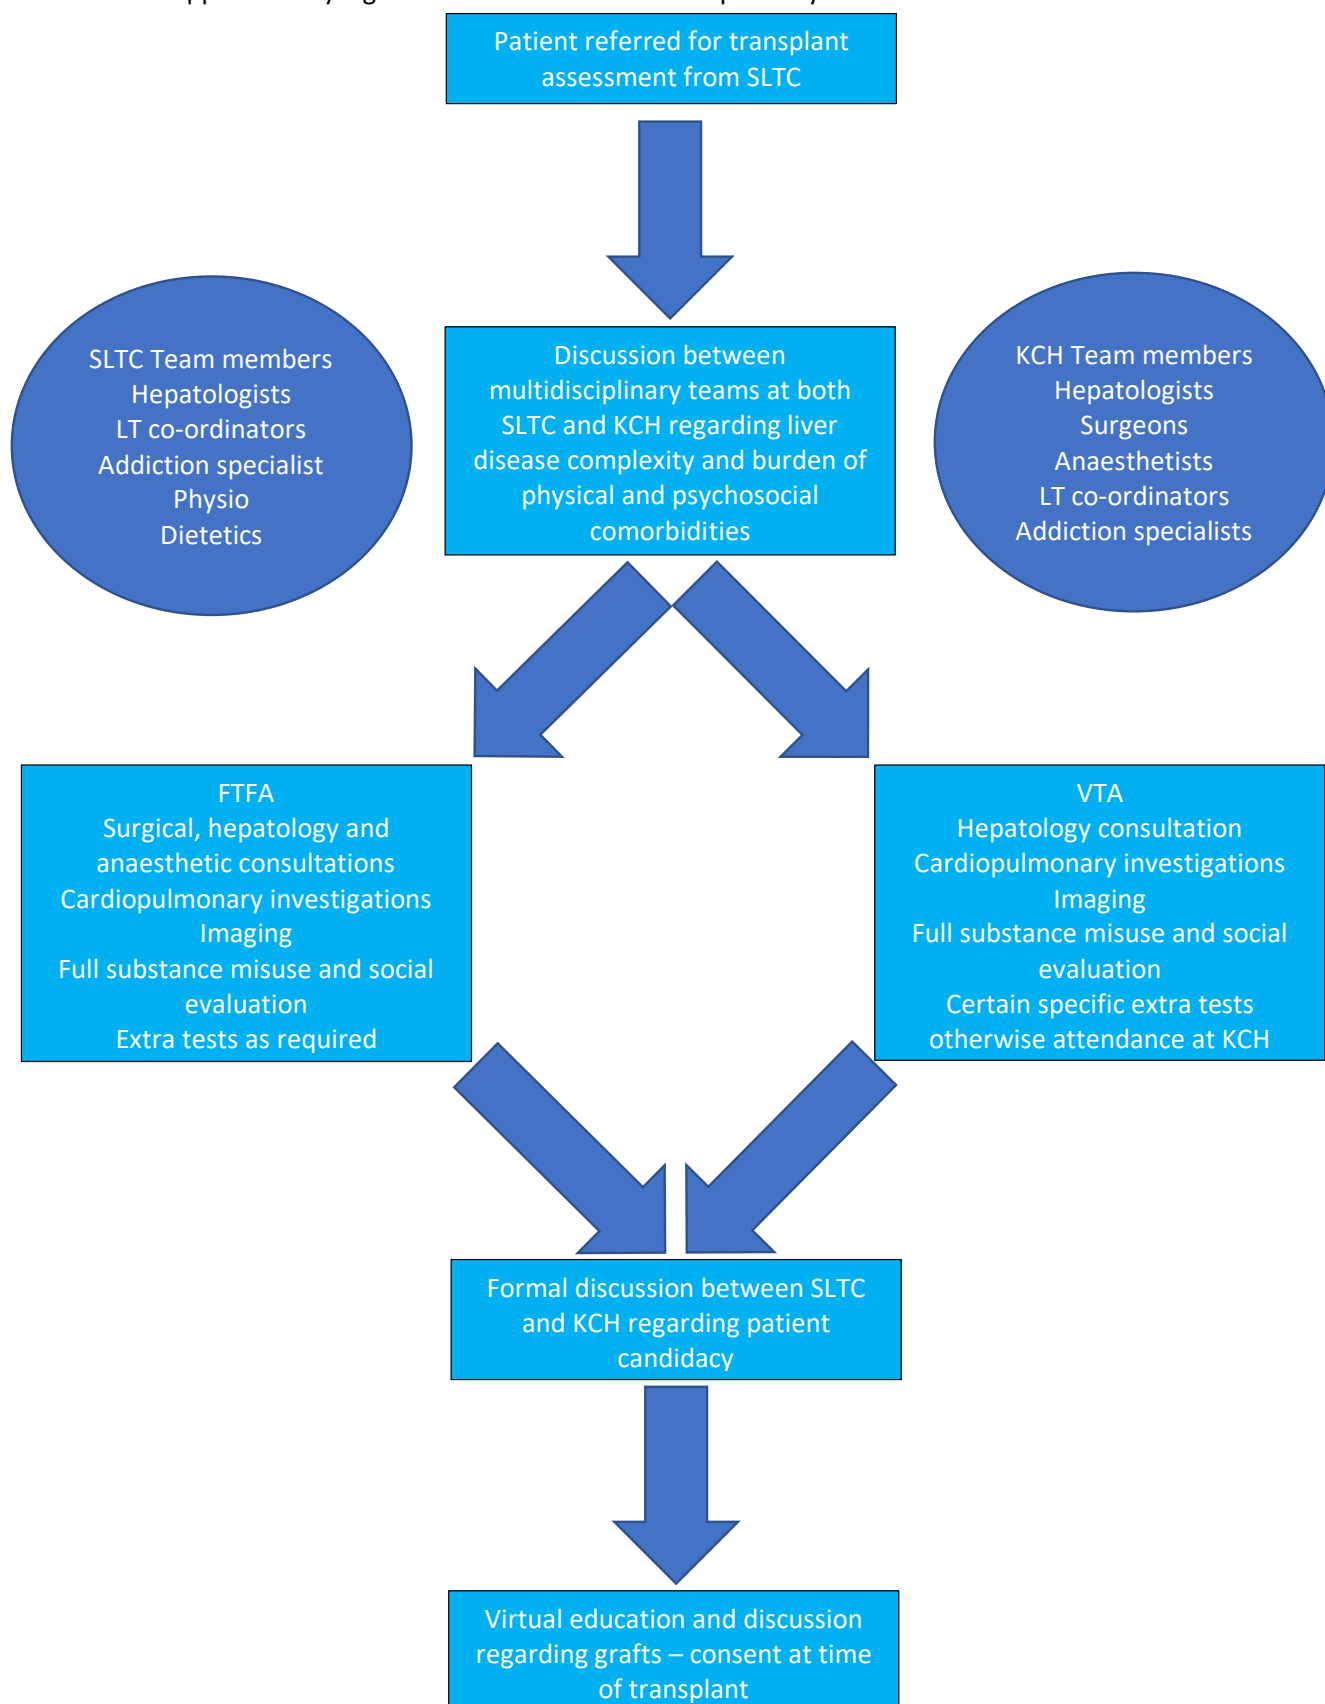 Patient referred for transplant
assessment from SLTC
SLTC Team members
Hepatologists
LT co-ordinators
Addiction specialist
Physio
Dietetics
Discussion between
multidisciplinary teams at both
SLTC and KCH regarding liver
disease complexity and burden of
physical and psychosocial
comorbidities
KCH Team members
Hepatologists
Surgeons
Anaesthetists
LT co-ordinators
Addiction specialists
FTFA
Surgical, hepatology and
anaesthetic consultations
Cardiopulmonary investigations
Imaging
Full substance misuse and social
evaluation
Extra tests as required
VTA
Hepatology consultation
Cardiopulmonary investigations
Imaging
Full substance misuse and social
evaluation
Certain specific extra tests
otherwise attendance at KCH
Formal discussion between SLTC
and KCH regarding patient
candidacy
Virtual education and discussion
regarding grafts – consent at time
of transplant